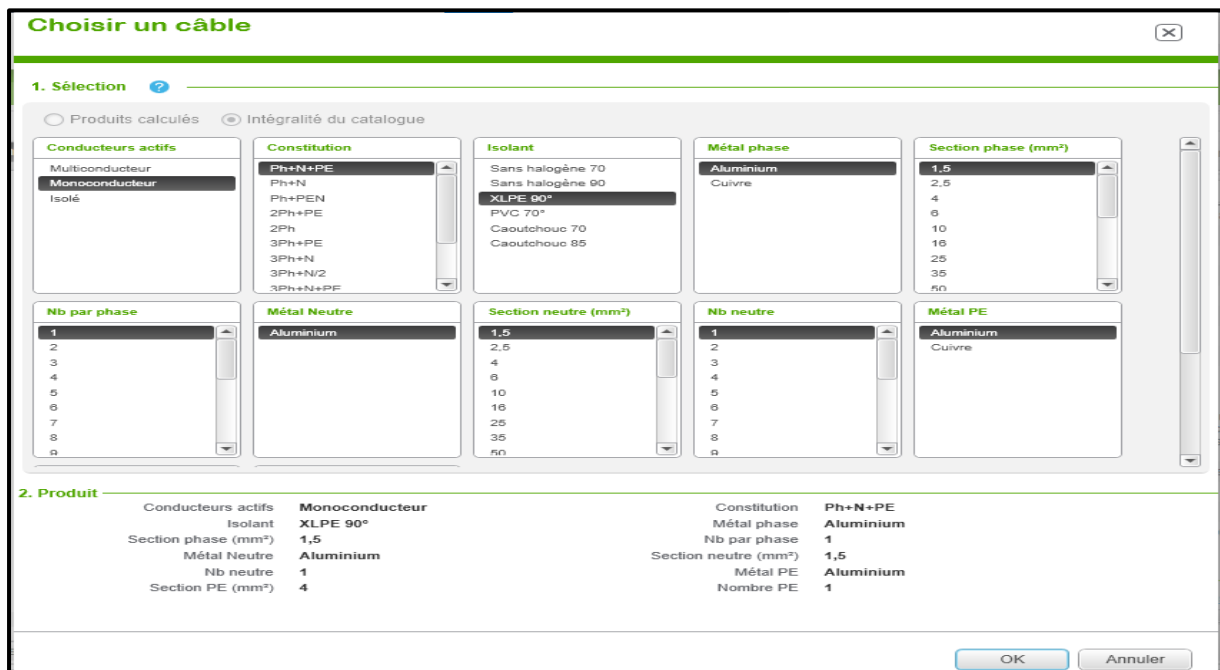 Choisir un câble
1. Sélection ?
Produits calculés Intégralité du catalogue
Conducteurs actifs
Multiconducteur
Monoconducteur
Isolé
Constitution
Ph+N+PE
Ph+N
Ph+PEN
2Ph+PE
2Ph
3Ph+PE
3Ph+N
3Ph+N/2
3Ph+N+PE
Isolant
Sans halogène 70
Sans halogène 90
XLPE 90°
PVC 70°
Caoutchouc 70
Caoutchouc 85
Métal phase
Aluminium
Cuivre
Section phase (mm²)
1,5
2,5
4
6
10
16
25
35
50
Nb par phase
1
2
3
4
5
6
7
8
9
Métal Neutre
Aluminium
Section neutre (mm²)
1,5
2,5
4
6
10
16
25
35
50
Nb neutre
1
2
3
4
5
6
7
8
9
Métal PE
Aluminium
Cuivre
2. Produit
Conducteurs actifs Monoconducteur
Isolant XLPE 90°
Section phase (mm²) 1,5
Métal Neutre Aluminium
Nb neutre 1
Section PE (mm²) 4
Constitution Ph+N+PE
Métal phase Aluminium
Nb par phase 1
Section neutre (mm²) 1,5
Métal PE Aluminium
Nombre PE 1
OK Annuler